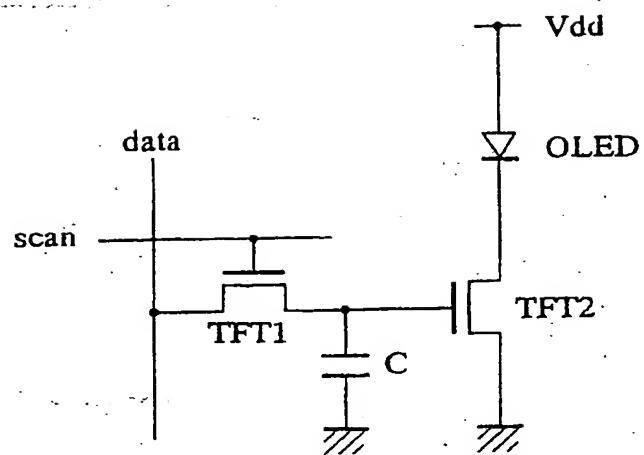 Vdd
data
OLED
scan
TFT1
TFT2
C